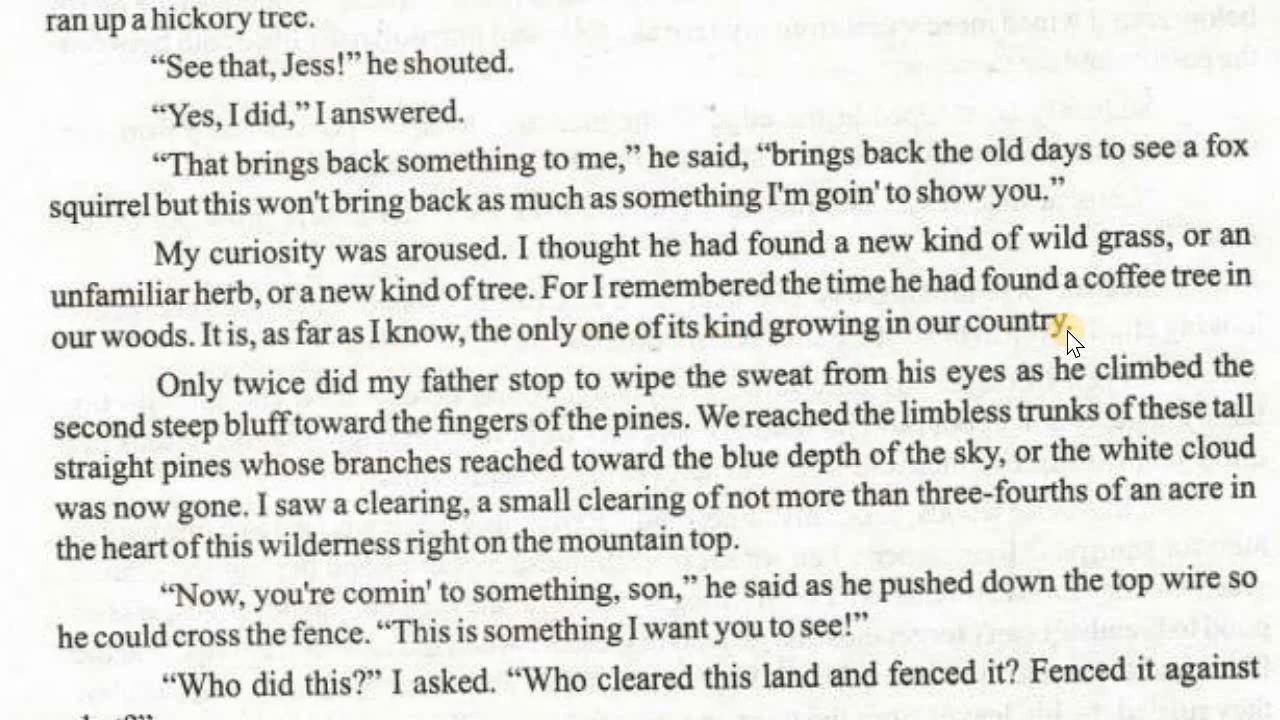 ran up a hickory tree.
“See that, Jess!” he shouted.
“Yes, I did,” I answered.
“That brings back something to me,” he said, “brings back the old days to see a fox
squirrel but this won't bring back as much as something I'm goin' to show you.”
My curiosity was aroused. I thought he had found a new kind of wild grass, or an
unfamiliar herb, or a new kind of tree. For I remembered the time he had found a coffee tree in
our woods. It is, as far as I know, the only one of its kind growing in our country.
Only twice did my father stop to wipe the sweat from his eyes as he climbed the
second steep bluff toward the fingers of the pines. We reached the limbless trunks of these tall
straight pines whose branches reached toward the blue depth of the sky, or the white cloud
was now gone. I saw a clearing, a small clearing of not more than three-fourths of an acre in
the heart of this wilderness right on the mountain top.
“Now, you're comin' to something, son,” he said as he pushed down the top wire so
he could cross the fence. “This is something I want you to see!”
“Who did this?” I asked. “Who cleared this land and fenced it? Fenced it against